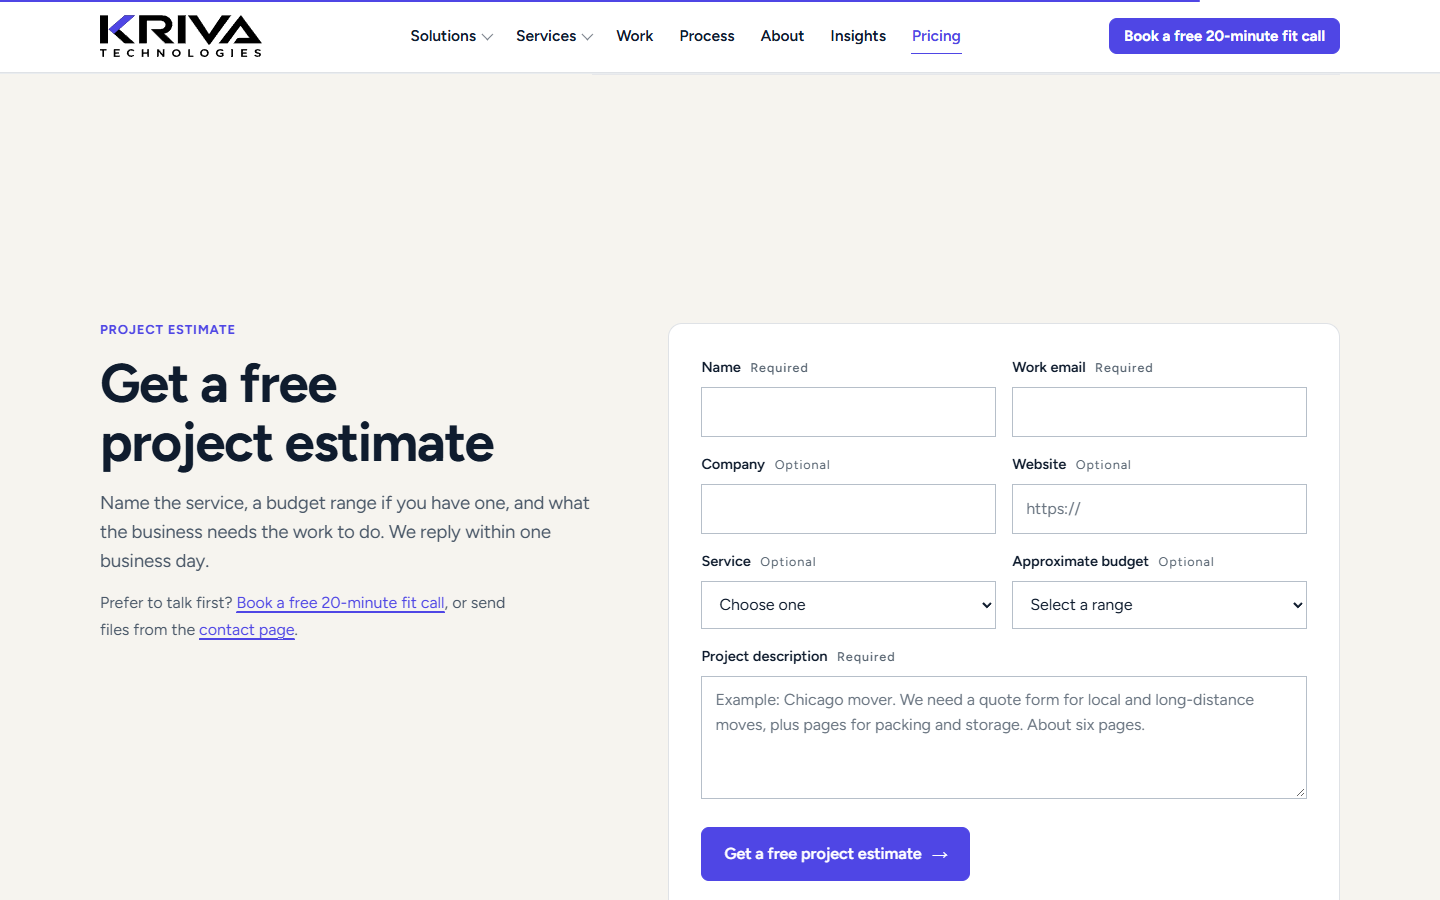 KRIVA
TECHNOLOGIES
Solutions
Services
Work
Process
About
Insights
Pricing
Book a free 20-minute fit call
PROJECT ESTIMATE
Get a free
project estimate
Name the service, a budget range if you have one, and what
the business needs the work to do. We reply within one
business day.
Prefer to talk first? Book a free 20-minute fit call, or send
files from the contact page.
Name Required
Work email Required
Company Optional
Website Optional
https://
Service Optional
Approximate budget Optional
Choose one
Select a range
Project description Required
Example: Chicago mover. We need a quote form for local and long-distance
moves, plus pages for packing and storage. About six pages.
Get a free project estimate →